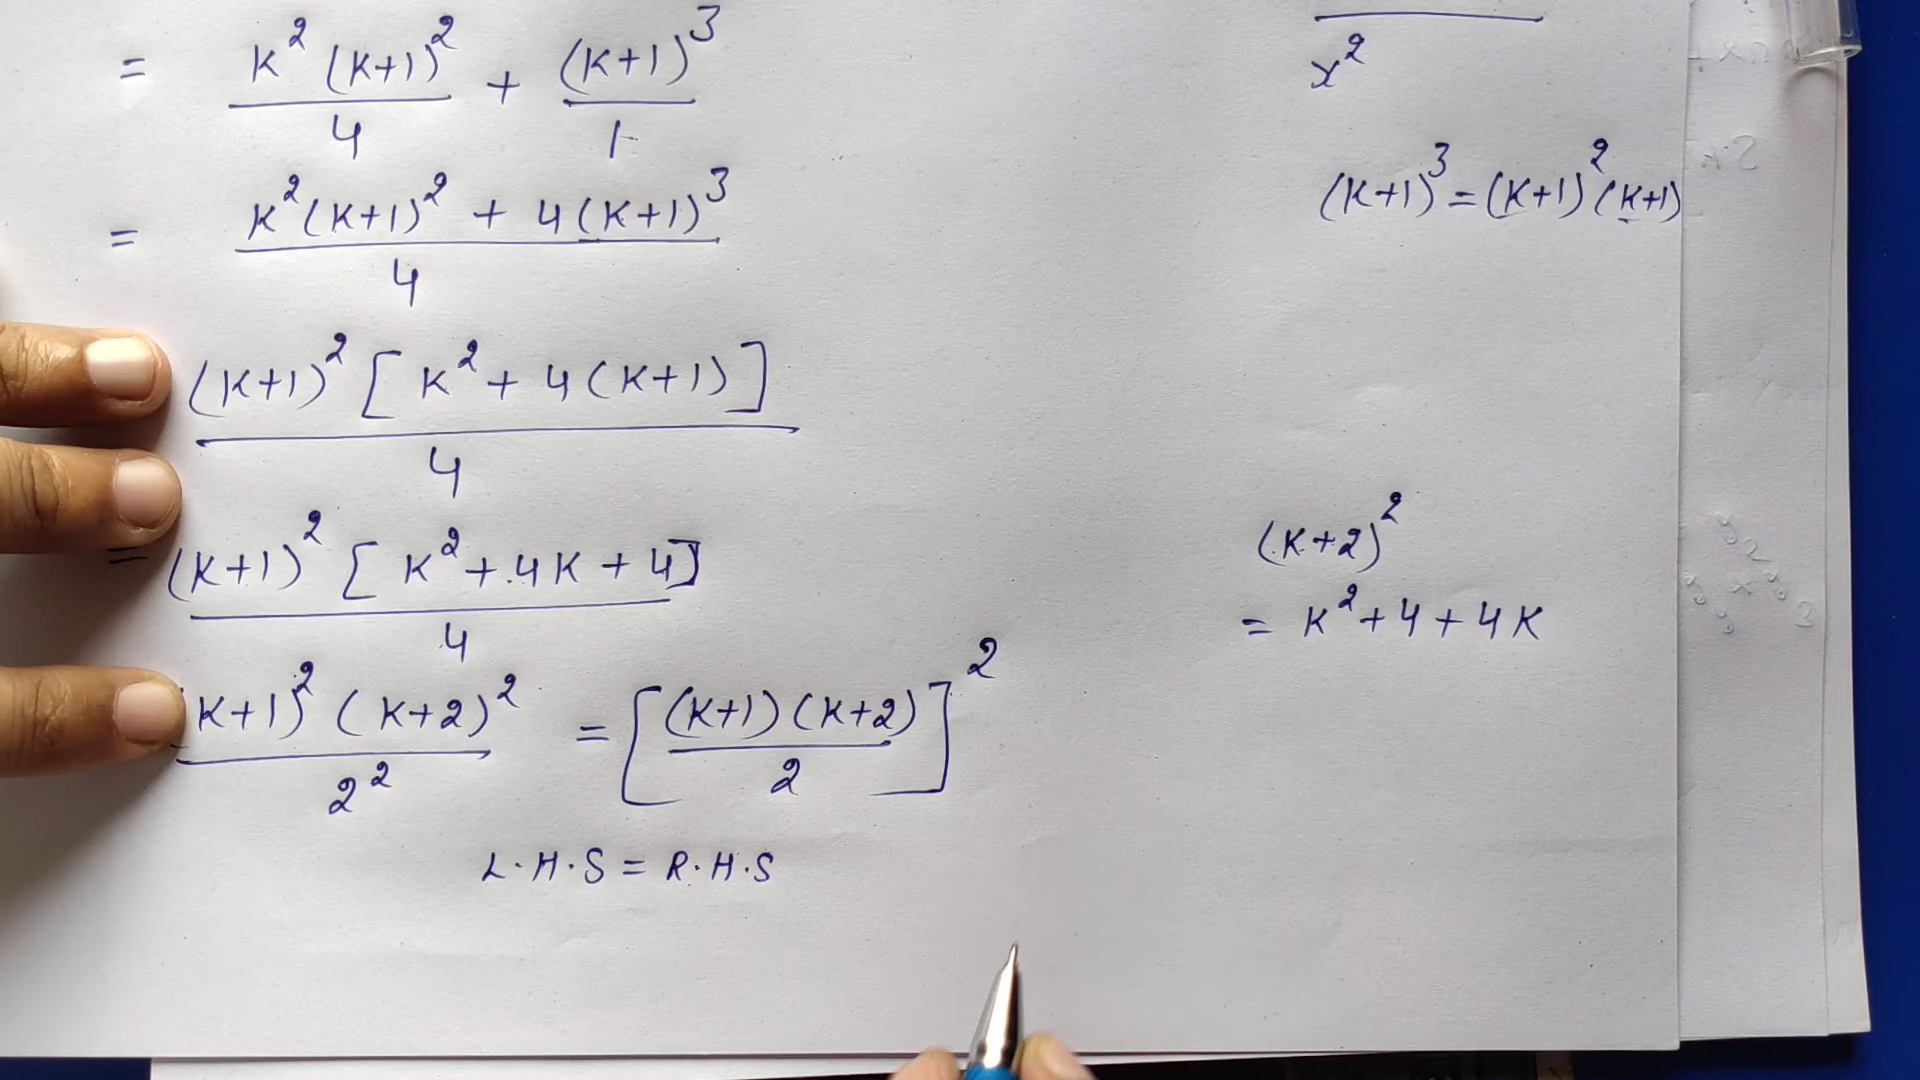 = K²(K+1)²/4 + (K+1)³/1
= K²(K+1)² + 4(K+1)³/4
(K+1)²[K² + 4(K+1)]/4
= (K+1)²[K² + 4K + 4]/4
K+1)²(K+2)²/2² = [(K+1)(K+2)/2]²
L.H.S = R.H.S
x²
(K+1)³ = (K+1)²(K+1)
(K+2)²
= K² + 4 + 4K